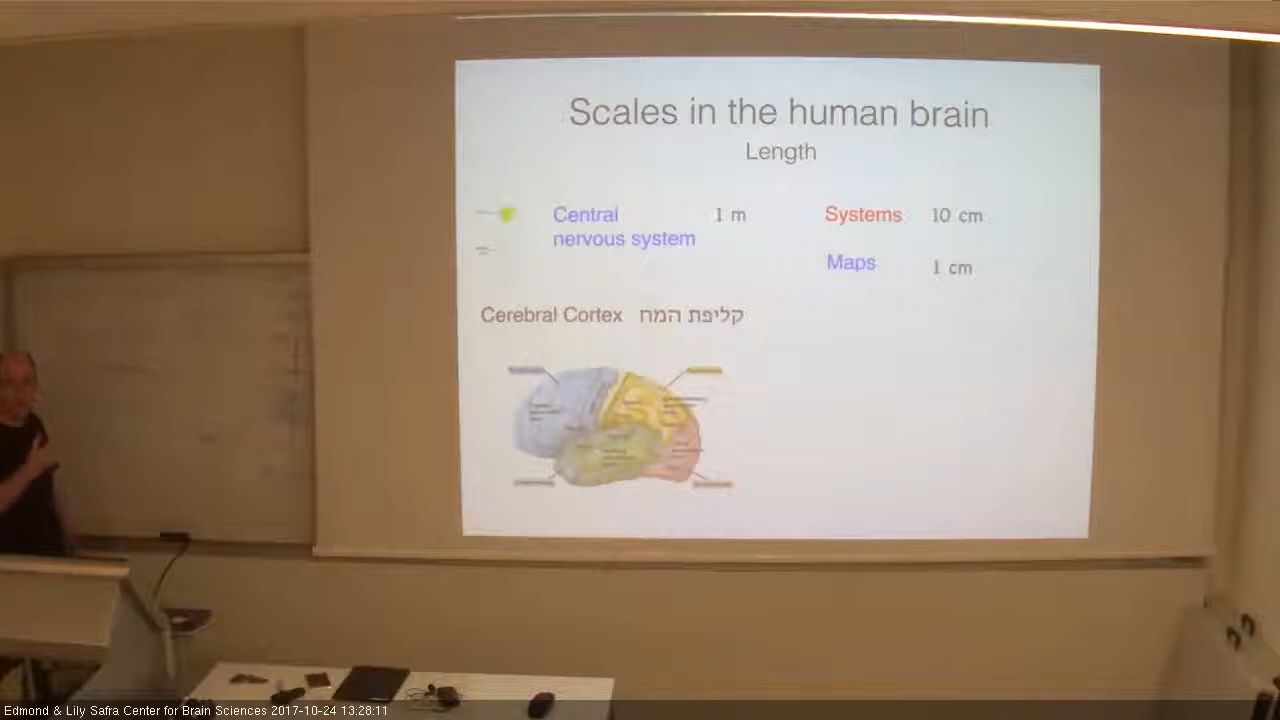 Scales in the human brain
Length
Central 1 m
nervous system
Systems 10 cm
Maps 1 cm
Cerebral Cortex קליפת המח
Edmond & Lily Safra Center for Brain Sciences 2017-10-24 13:28:11